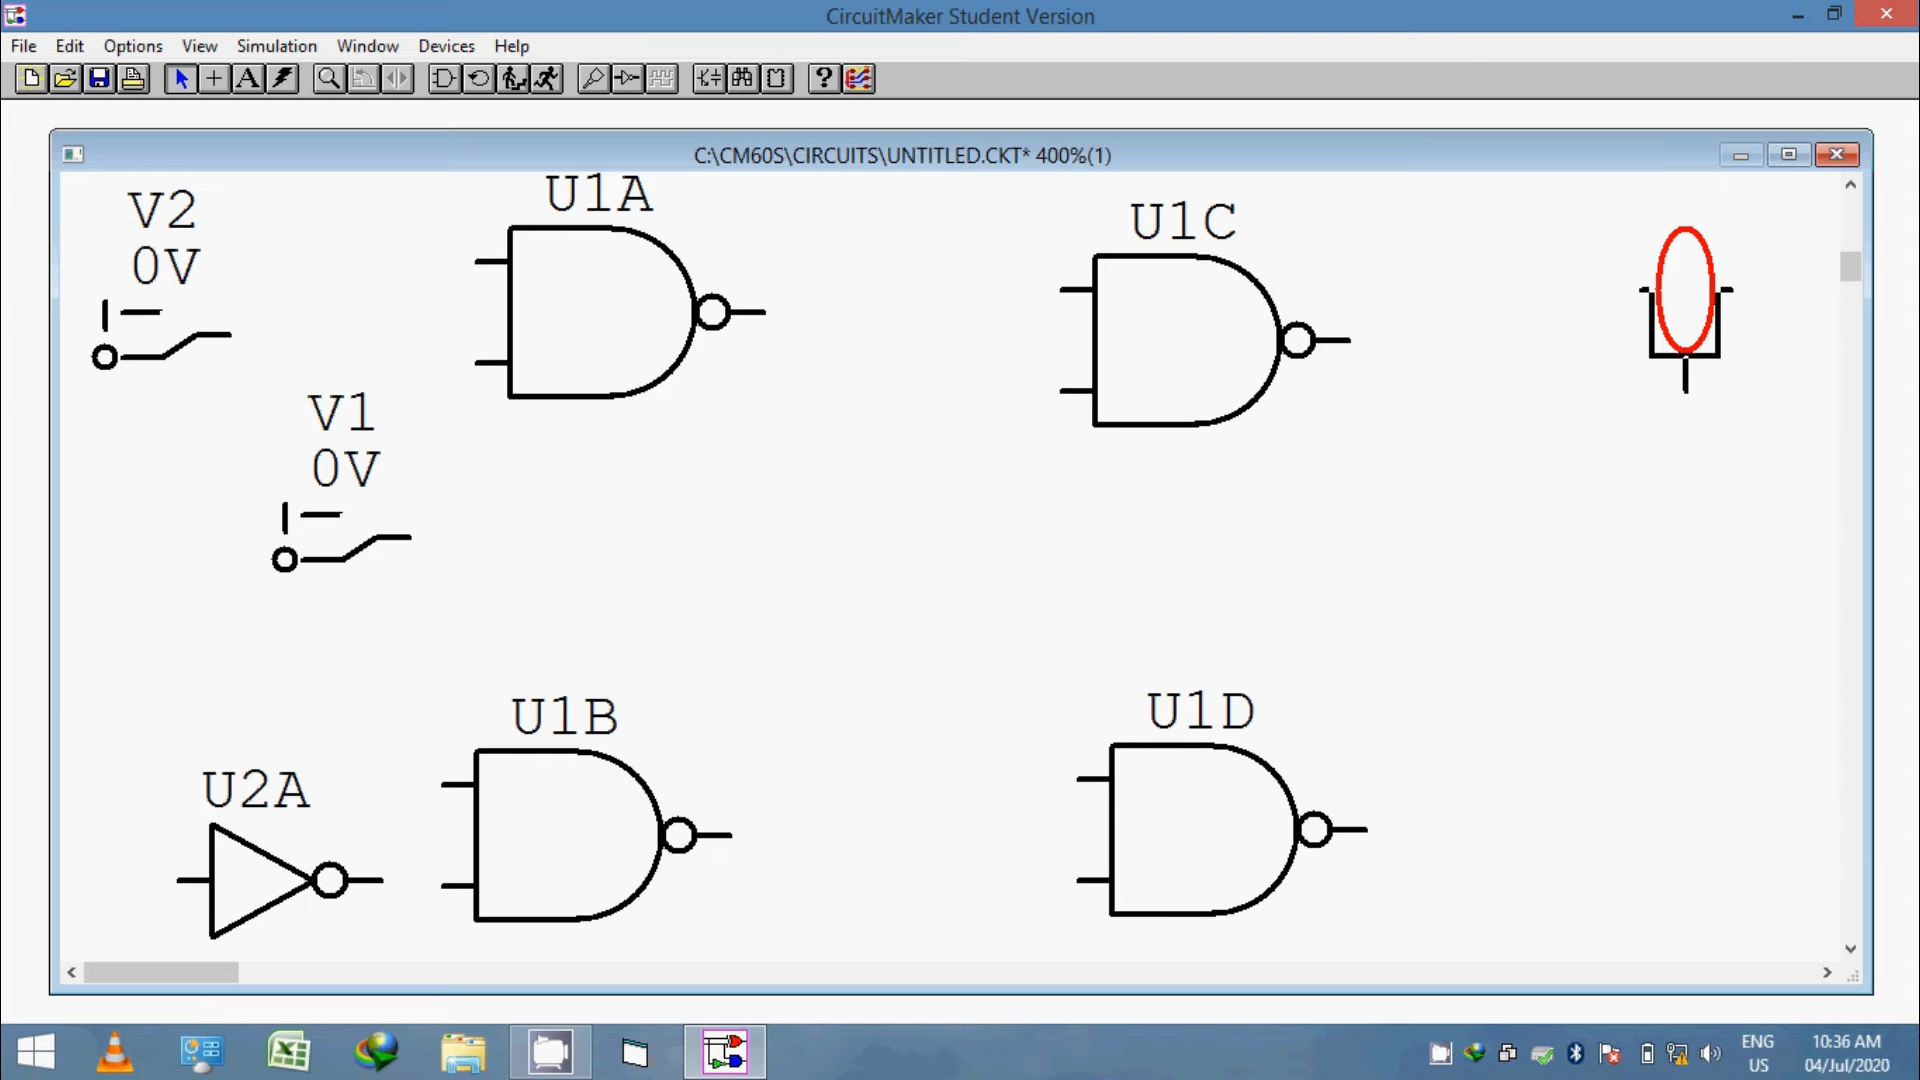 CircuitMaker Student Version
File Edit Options View Simulation Window Devices Help
C:\CM60S\CIRCUITS\UNTITLED.CKT* 400%(1)
V2
0V
U1A
U1C
V1
0V
U1B
U1D
U2A
ENG
US
10:36 AM
04/Jul/2020